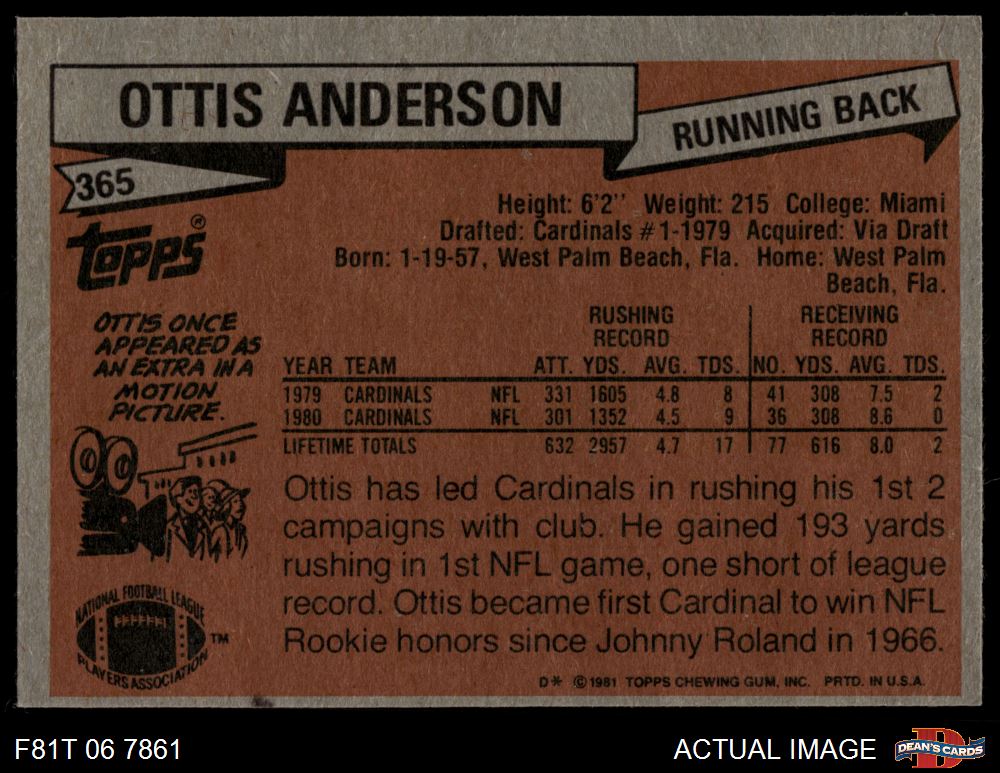 OTTIS ANDERSON
RUNNING BACK
365
TOPPS®
Height: 6'2'' Weight: 215 College: Miami
Drafted: Cardinals #1-1979 Acquired: Via Draft
Born: 1-19-57, West Palm Beach, Fla. Home: West Palm
Beach, Fla.
OTTIS ONCE
APPEARED AS
AN EXTRA IN A
MOTION
PICTURE.
RUSHING RECEIVING
RECORD RECORD
YEAR TEAM ATT. YDS. AVG. TDS. NO. YDS. AVG. TDS.
1979 CARDINALS NFL 331 1605 4.8 8 41 308 7.5 2
1980 CARDINALS NFL 301 1352 4.5 9 36 308 8.6 0
LIFETIME TOTALS 632 2957 4.7 17 77 616 8.0 2
Ottis has led Cardinals in rushing his 1st 2
campaigns with club. He gained 193 yards
rushing in 1st NFL game, one short of league
record. Ottis became first Cardinal to win NFL
Rookie honors since Johnny Roland in 1966.
NATIONAL FOOTBALL LEAGUE
PLAYERS ASSOCIATION
TM
D* ©1981 TOPPS CHEWING GUM, INC. PRTD. IN U.S.A.
F81T 06 7861
ACTUAL IMAGE
DEAN'S CARDS